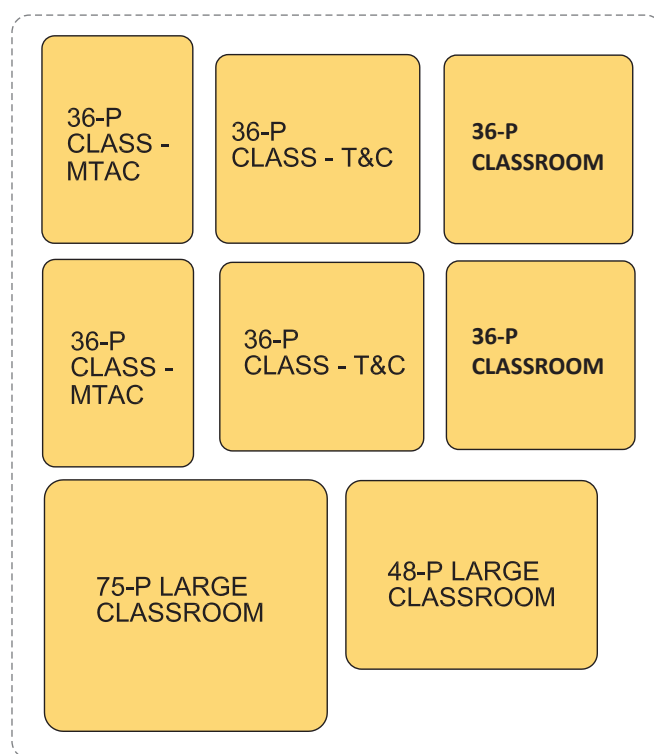 36-P
CLASS -
MTAC
36-P
CLASS - T&C
36-P
CLASSROOM
36-P
CLASS -
MTAC
36-P
CLASS - T&C
36-P
CLASSROOM
75-P LARGE
CLASSROOM
48-P LARGE
CLASSROOM